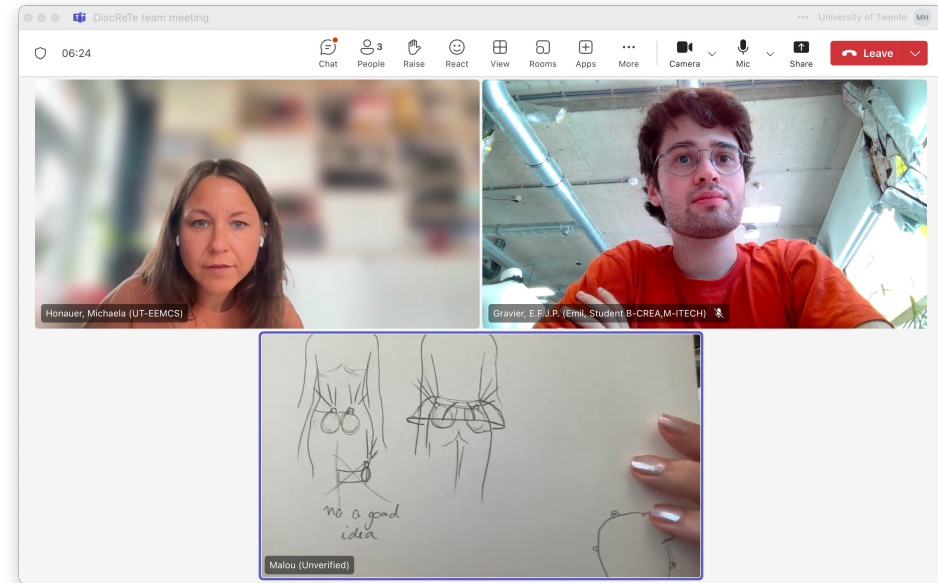 DiscReTe team meeting
··· University of Twente MH
06:24
Chat
3
People
Raise
React
View
Rooms
Apps
More
Camera
Mic
Share
Leave
Honauer, Michaela (UT-EEMCS)
Gravier, E.F.J.P. (Emil, Student B-CREA,M-ITECH)
no a good
idea
Malou (Unverified)